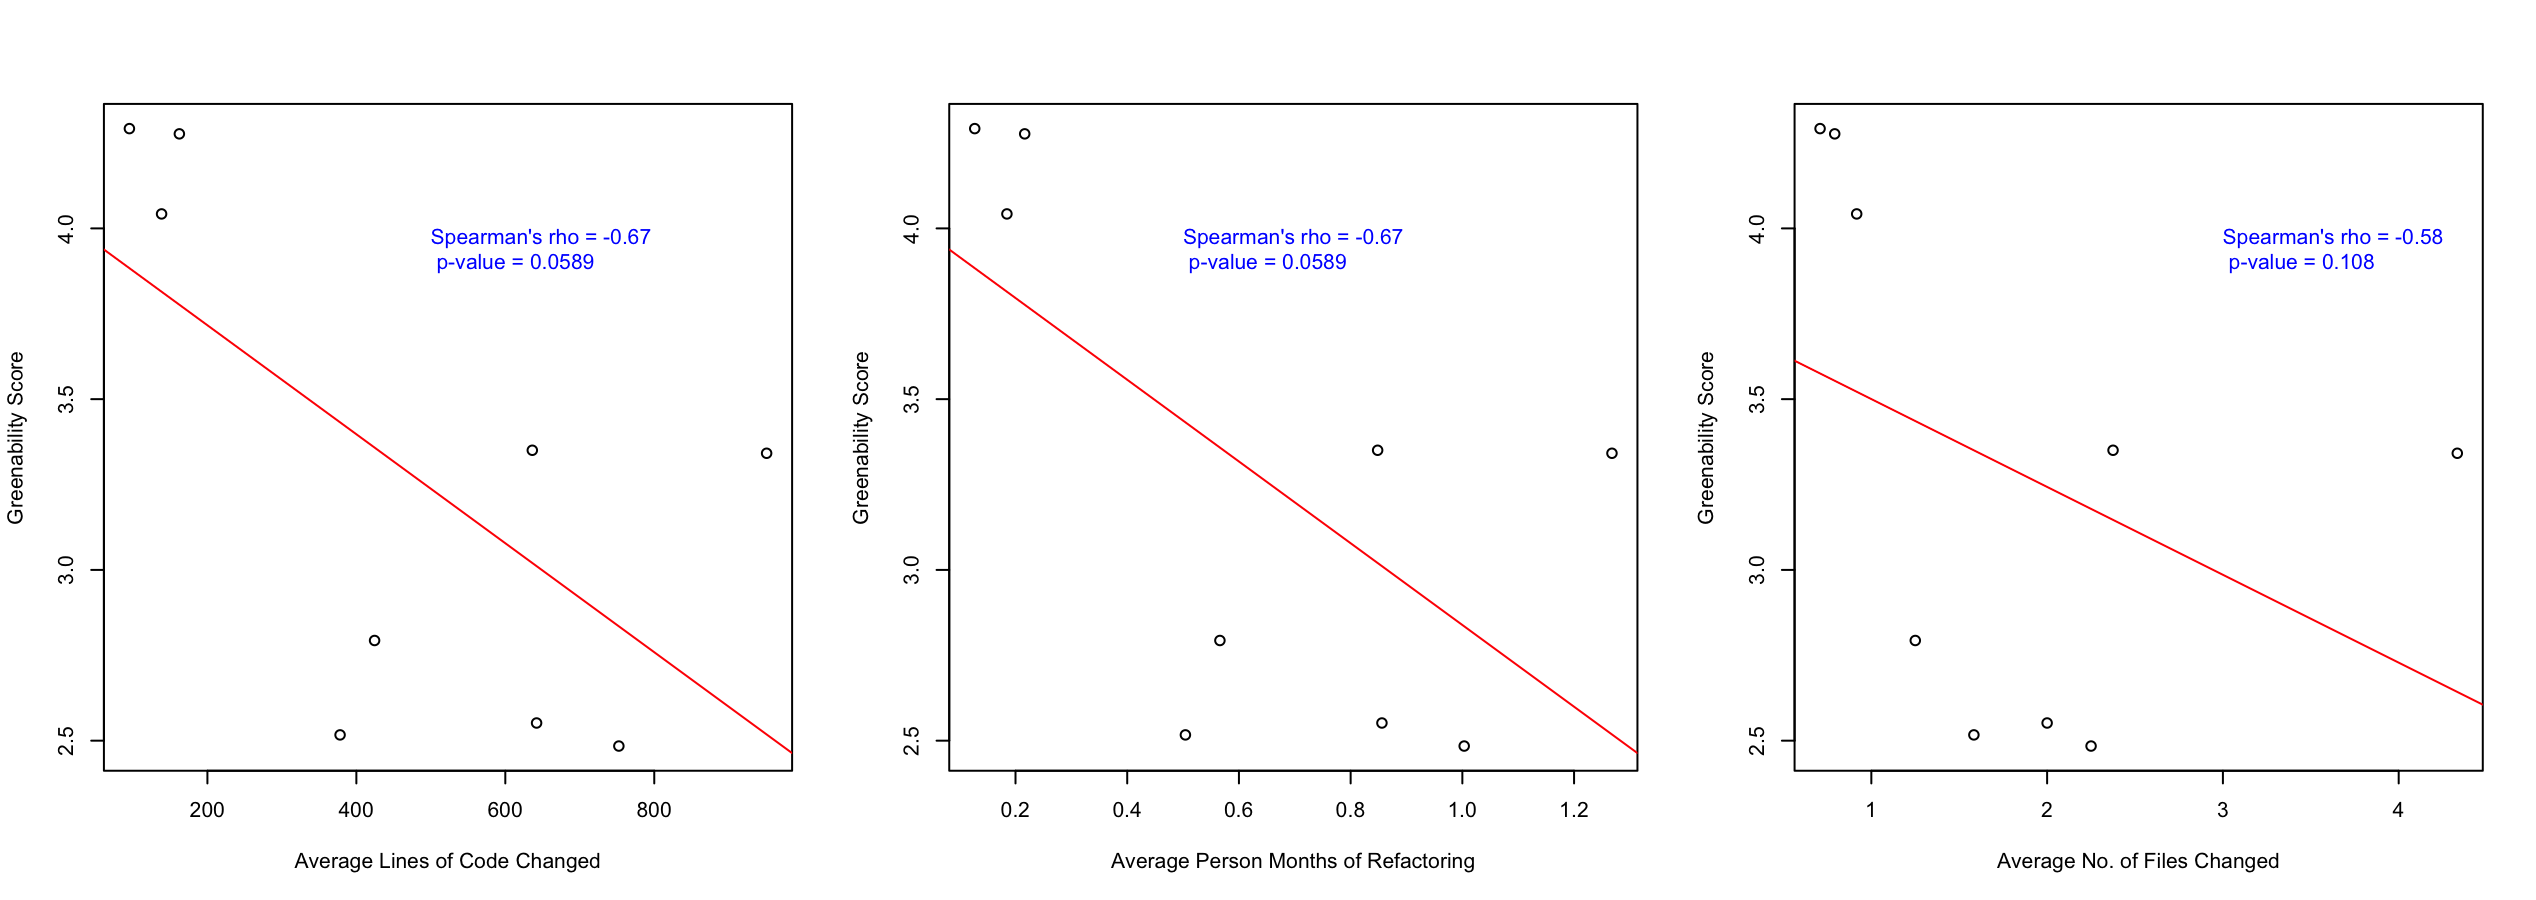 Greenability Score
4.0
3.5
3.0
2.5
Spearman's rho = -0.67
p-value = 0.0589
200 400 600 800
Average Lines of Code Changed
Greenability Score
4.0
3.5
3.0
2.5
Spearman's rho = -0.67
p-value = 0.0589
0.2 0.4 0.6 0.8 1.0 1.2
Average Person Months of Refactoring
Greenability Score
4.0
3.5
3.0
2.5
Spearman's rho = -0.58
p-value = 0.108
1 2 3 4
Average No. of Files Changed